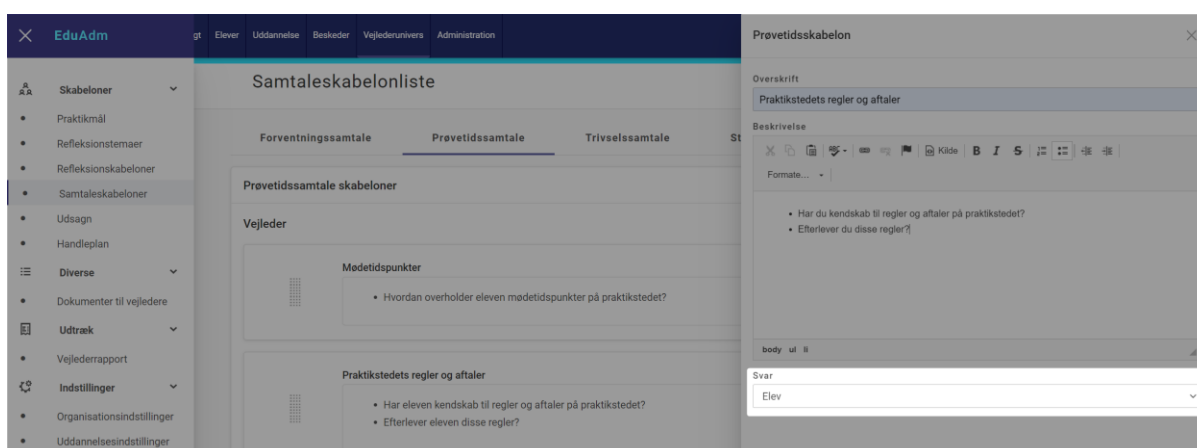 EduAdm
gt Elever Uddannelse Beskeder Vejlederunivers Administration
Skabeloner
Praktikmål
Refleksionstemaer
Refleksionskabeloner
Samtaleskabeloner
Udsagn
Handleplan
Diverse
Dokumenter til vejledere
Udtræk
Vejlederrapport
Indstillinger
Organisationsindstillinger
Uddannelsesindstillinger
Samtaleskabelonliste
Forventningssamtale Prøvetidssamtale Trivselssamtale St
Prøvetidssamtale skabeloner
Vejleder
Mødetidspunkter
Hvordan overholder eleven mødetidspunkter på praktikstedet?
Praktikstedets regler og aftaler
Har eleven kendskab til regler og aftaler på praktikstedet?
Efterlever eleven disse regler?
Prøvetidsskabelon
Overskrift
Praktikstedets regler og aftaler
Beskrivelse
Kilde B I S
Formate...
Har du kendskab til regler og aftaler på praktikstedet?
Efterlever du disse regler?
body ul li
Svar
Elev